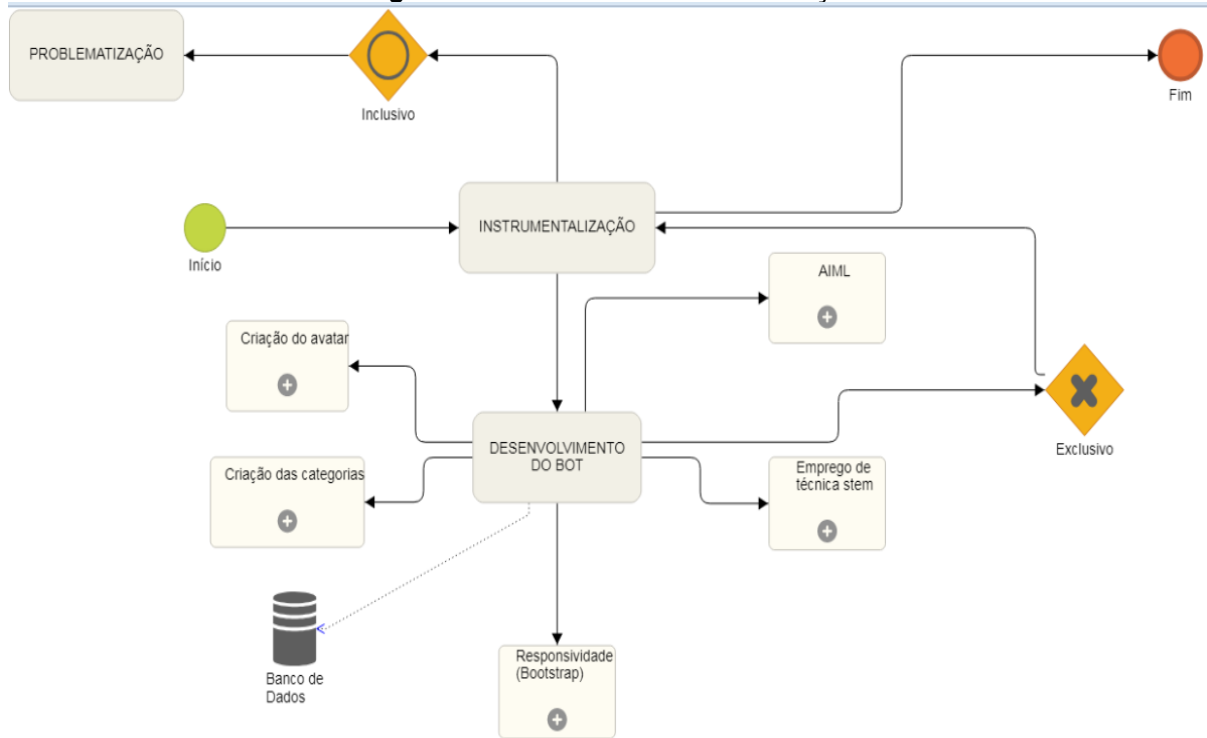 PROBLEMATIZAÇÃO
Inclusivo
Fim
INSTRUMENTALIZAÇÃO
Início
AIML
Criação do avatar
DESENVOLVIMENTO
DO BOT
Exclusivo
Criação das categorias
Emprego de
técnica stem
Banco de
Dados
Responsividade
(Bootstrap)